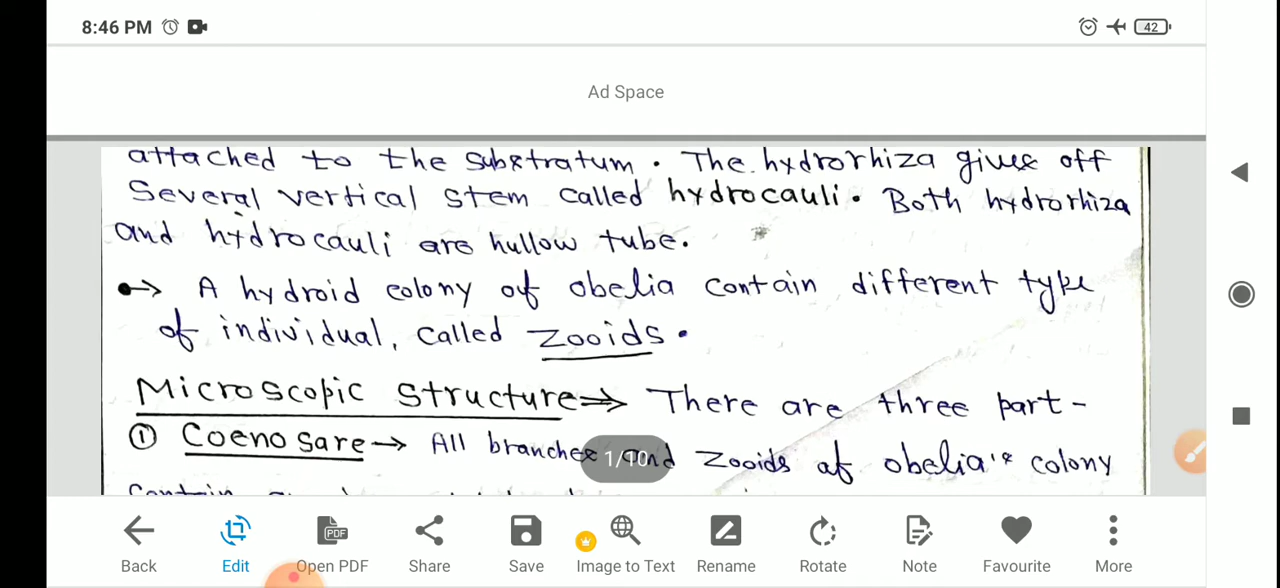 8:46 PM
42
Ad Space
attached to the substratum. The hydrorhiza gives off
Several vertical stem called hydrocauli. Both hydrorhiza
and hydrocauli are hullow tube.
A hydroid colony of obelia contain different type
of individual, called Zooids.
Microscopic structure ⇒ There are three part-
① Coenosare → All branches and Zooids of obelia's colony
1/10
Contain
Back
Edit
PDF
Open PDF
Share
Save
Image to Text
Rename
Rotate
Note
Favourite
More